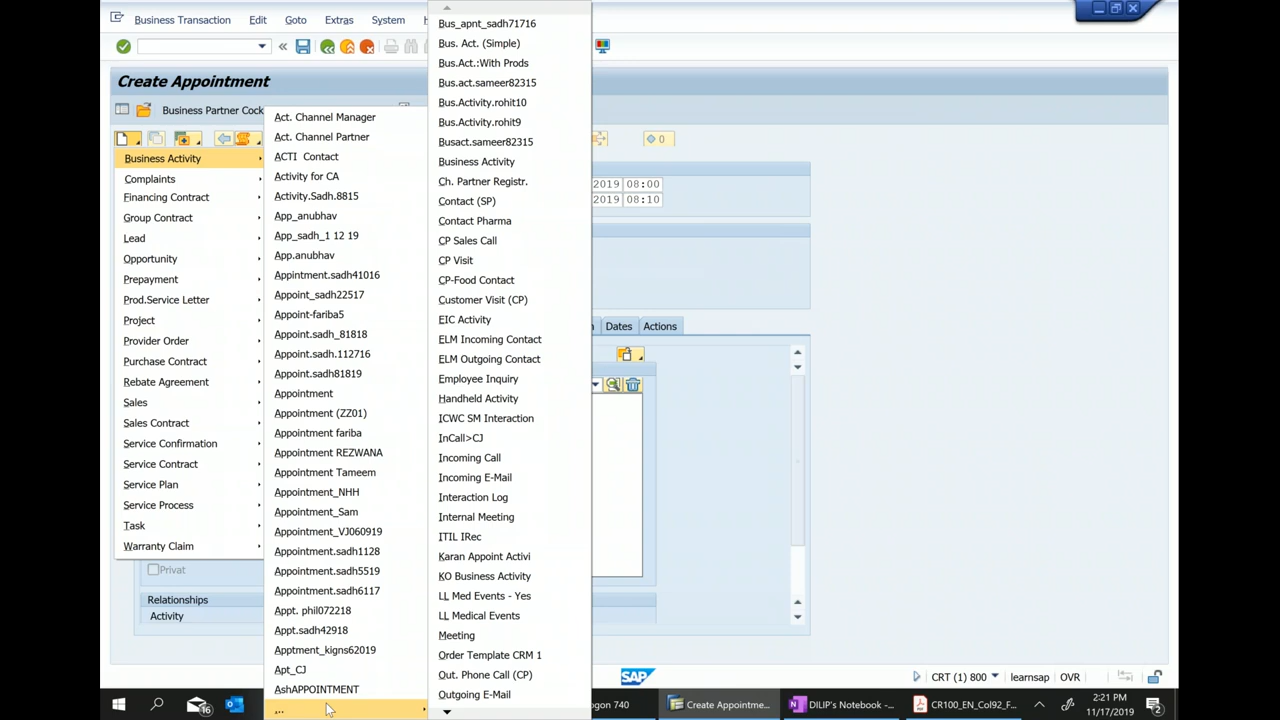 Business Transaction Edit Goto Extras System
Create Appointment
Business Partner Cock
0
Business Activity
Complaints
Financing Contract
Group Contract
Lead
Opportunity
Prepayment
Prod.Service Letter
Project
Provider Order
Purchase Contract
Rebate Agreement
Sales
Sales Contract
Service Confirmation
Service Contract
Service Plan
Service Process
Task
Warranty Claim
Privat
Relationships
Activity
Act. Channel Manager
Act. Channel Partner
ACTI Contact
Activity for CA
Activity.Sadh.8815
App_anubhav
App_sadh_1 12 19
App.anubhav
Appintment.sadh41016
Appoint_sadh22517
Appoint-fariba5
Appoint.sadh_81818
Appoint.sadh.112716
Appoint.sadh81819
Appointment
Appointment (ZZ01)
Appointment fariba
Appointment REZWANA
Appointment Tameem
Appointment_NHH
Appointment_Sam
Appointment_VJ060919
Appointment.sadh1128
Appointment.sadh5519
Appointment.sadh6117
Appt. phil072218
Appt.sadh42918
Apptment_kigns62019
Apt_CJ
AshAPPOINTMENT
...
Bus_apnt_sadh71716
Bus. Act. (Simple)
Bus.Act.:With Prods
Bus.act.sameer82315
Bus.Activity.rohit10
Bus.Activity.rohit9
Busact.sameer82315
Business Activity
Ch. Partner Registr.
Contact (SP)
Contact Pharma
CP Sales Call
CP Visit
CP-Food Contact
Customer Visit (CP)
EIC Activity
ELM Incoming Contact
ELM Outgoing Contact
Employee Inquiry
Handheld Activity
ICWC SM Interaction
InCall>CJ
Incoming Call
Incoming E-Mail
Interaction Log
Internal Meeting
ITIL IRec
Karan Appoint Activi
KO Business Activity
LL Med Events - Yes
LL Medical Events
Meeting
Order Template CRM 1
Out. Phone Call (CP)
Outgoing E-Mail
2019 08:00
2019 08:10
Dates Actions
SAP
CRT (1) 800 learnsap OVR
16
ogon 740
Create Appointme...
DILIP's Notebook -...
CR100_EN_Col92_F...
2:21 PM
11/17/2019
2